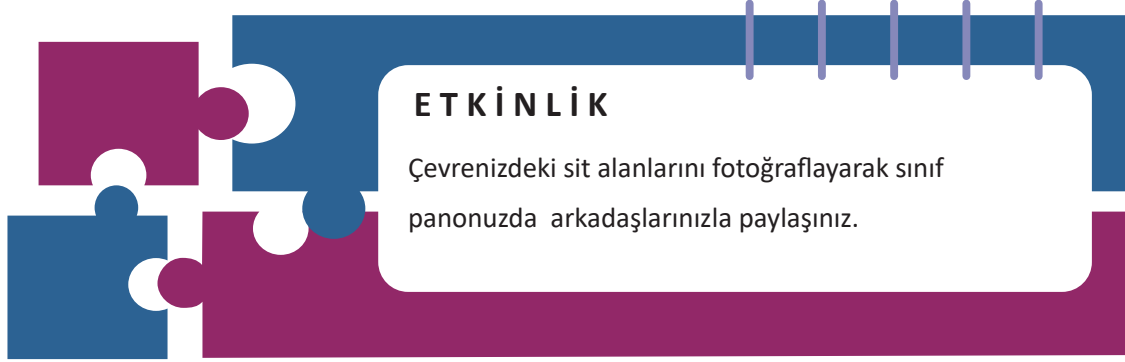 ETKİNLİK
Çevrenizdeki sit alanlarını fotoğraflayarak sınıf
panonuzda arkadaşlarınızla paylaşınız.